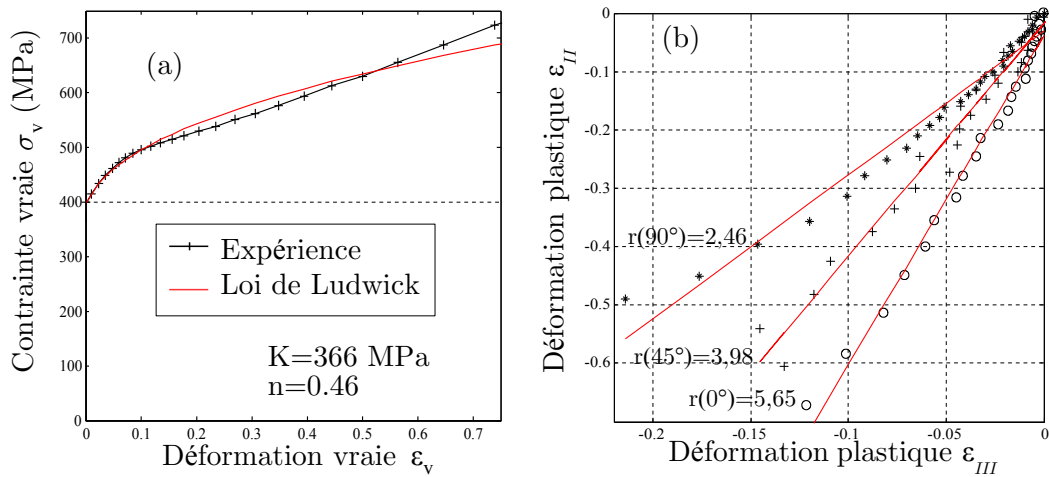 (a)
Contrainte vraie σv (MPa)
700
600
500
400
300
200
100
0
Expérience
Loi de Ludwick
K=366 MPa
n=0.46
0 0.1 0.2 0.3 0.4 0.5 0.6 0.7
Déformation vraie εv
(b)
Déformation plastique εII
0
-0.1
-0.2
-0.3
-0.4
-0.5
-0.6
r(90°)=2,46
r(45°)=3,98
r(0°)=5,65
-0.2 -0.15 -0.1 -0.05 0
Déformation plastique εIII